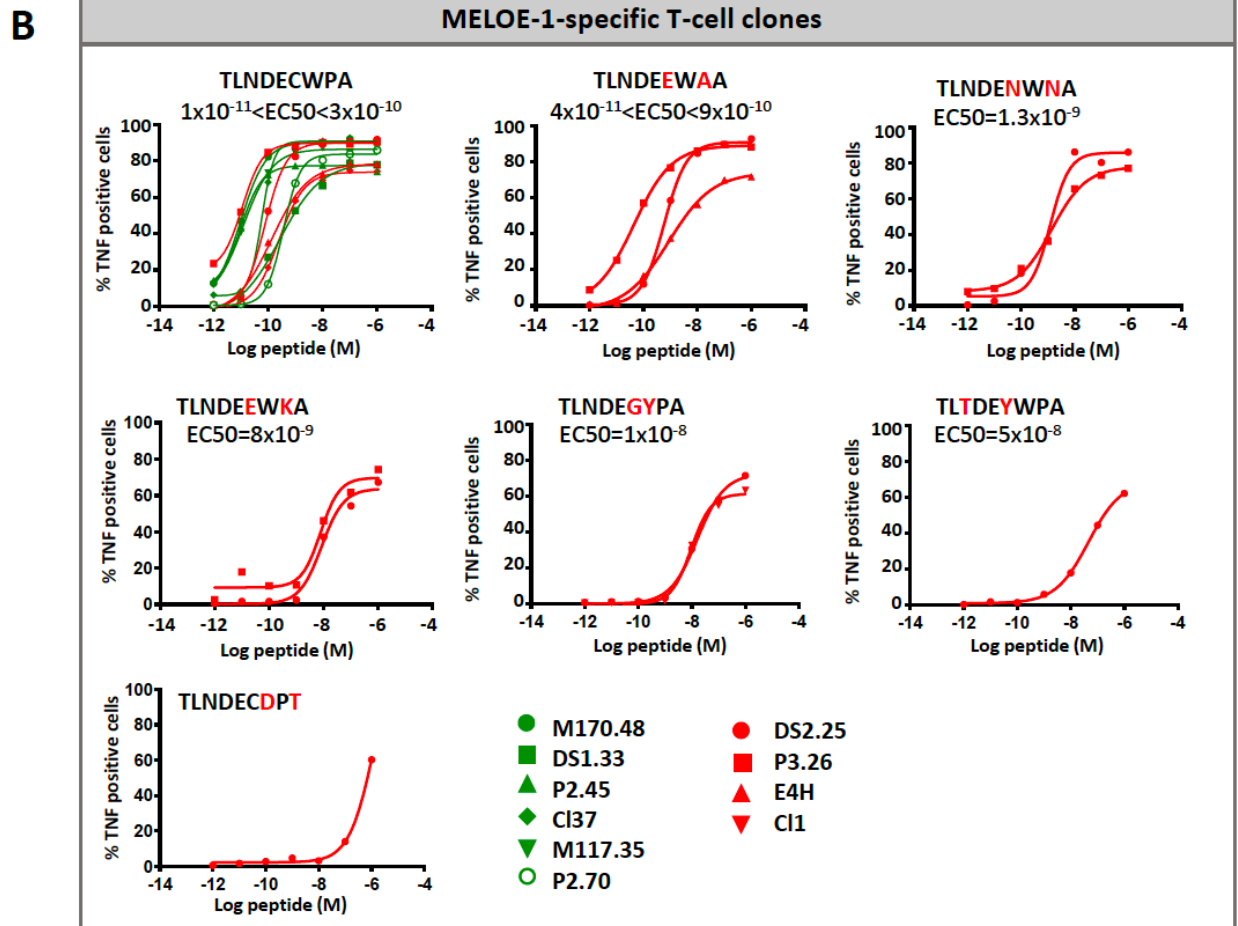 B
MELOE-1-specific T-cell clones
TLNDECWPA
1x10⁻¹¹<EC50<3x10⁻¹⁰
% TNF positive cells
100
80
60
40
20
0
-14 -12 -10 -8 -6 -4
Log peptide (M)
TLNDEEWAA
4x10⁻¹¹<EC50<9x10⁻¹⁰
% TNF positive cells
100
80
60
40
20
0
-14 -12 -10 -8 -6 -4
Log peptide (M)
TLNDENWNA
EC50=1.3x10⁻⁹
% TNF positive cells
100
80
60
40
20
0
-14 -12 -10 -8 -6 -4
Log peptide (M)
TLNDEEWKA
EC50=8x10⁻⁹
% TNF positive cells
100
80
60
40
20
0
-14 -12 -10 -8 -6 -4
Log peptide (M)
TLNDEGYPA
EC50=1x10⁻⁸
% TNF positive cells
100
80
60
40
20
0
-14 -12 -10 -8 -6 -4
Log peptide (M)
TLTDEYWPA
EC50=5x10⁻⁸
% TNF positive cells
100
80
60
40
20
0
-14 -12 -10 -8 -6 -4
Log peptide (M)
TLNDECDPT
% TNF positive cells
100
80
60
40
20
0
-14 -12 -10 -8 -6 -4
Log peptide (M)
M170.48
DS1.33
P2.45
Cl37
M117.35
P2.70
DS2.25
P3.26
E4H
Cl1